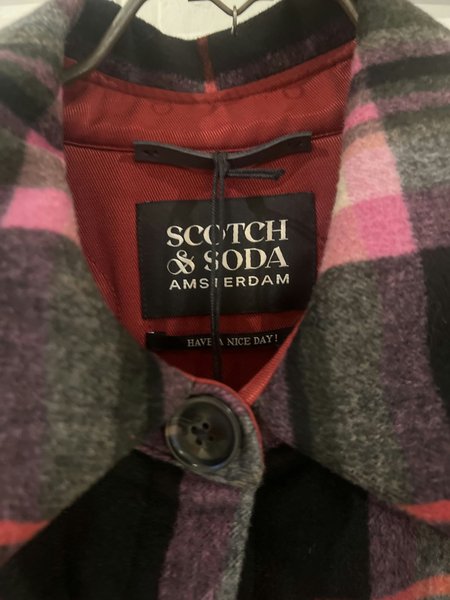 SCOTCH
& SODA
AMSTERDAM
HAVE A NICE DAY!